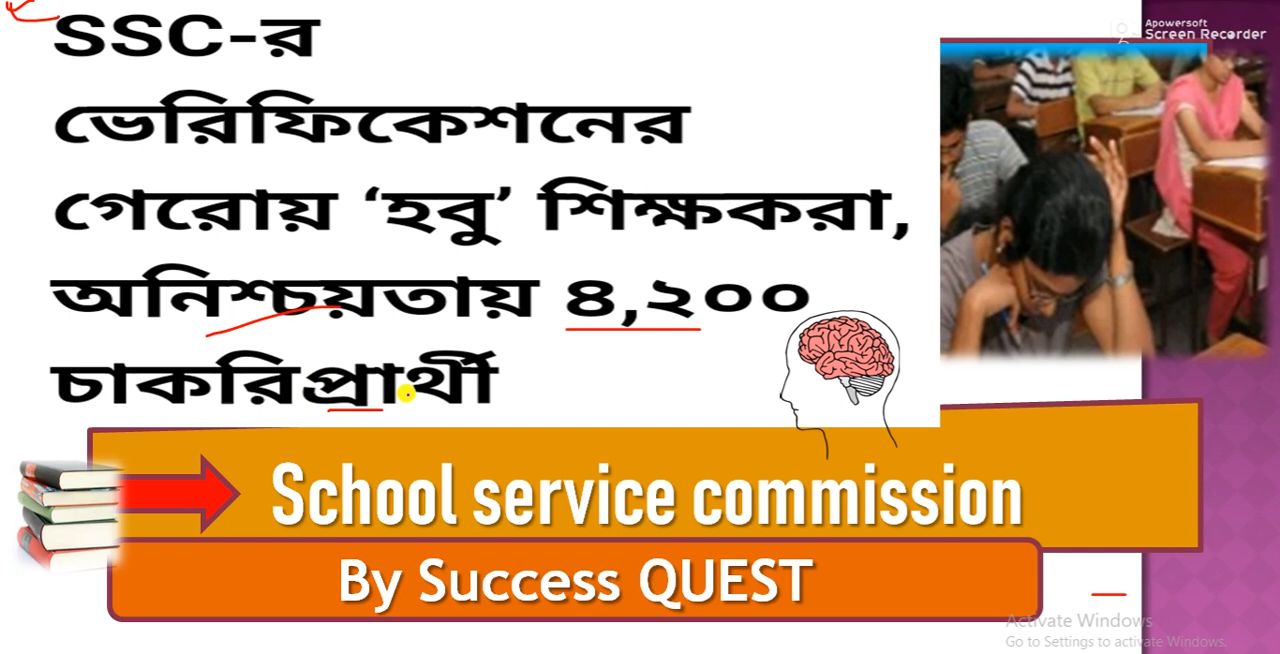 SSC-র
ভেরিফিকেশনের
গেরোয় ‘হবু’ শিক্ষকরা,
অনিশ্চয়তায় ৪,২০০
চাকরিপ্রার্থী
School service commission
By Success QUEST
Apowersoft
Screen Recorder
Activate Windows
Go to Settings to activate Windows.